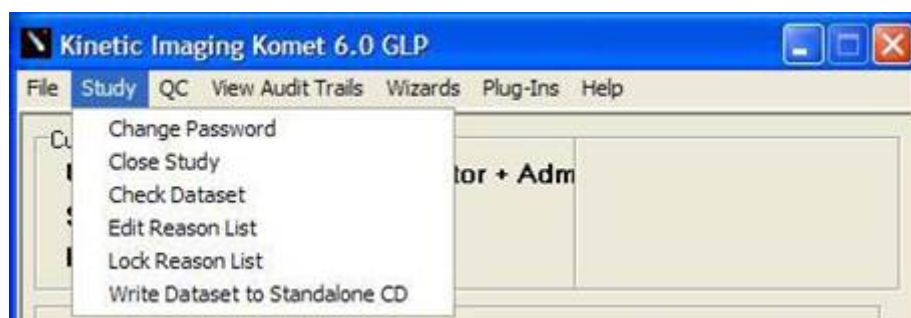 Kinetic Imaging Komet 6.0 GLP
File Study QC View Audit Trails Wizards Plug-Ins Help
Change Password
Close Study
tor + Adm
Check Dataset
Edit Reason List
Lock Reason List
Write Dataset to Standalone CD